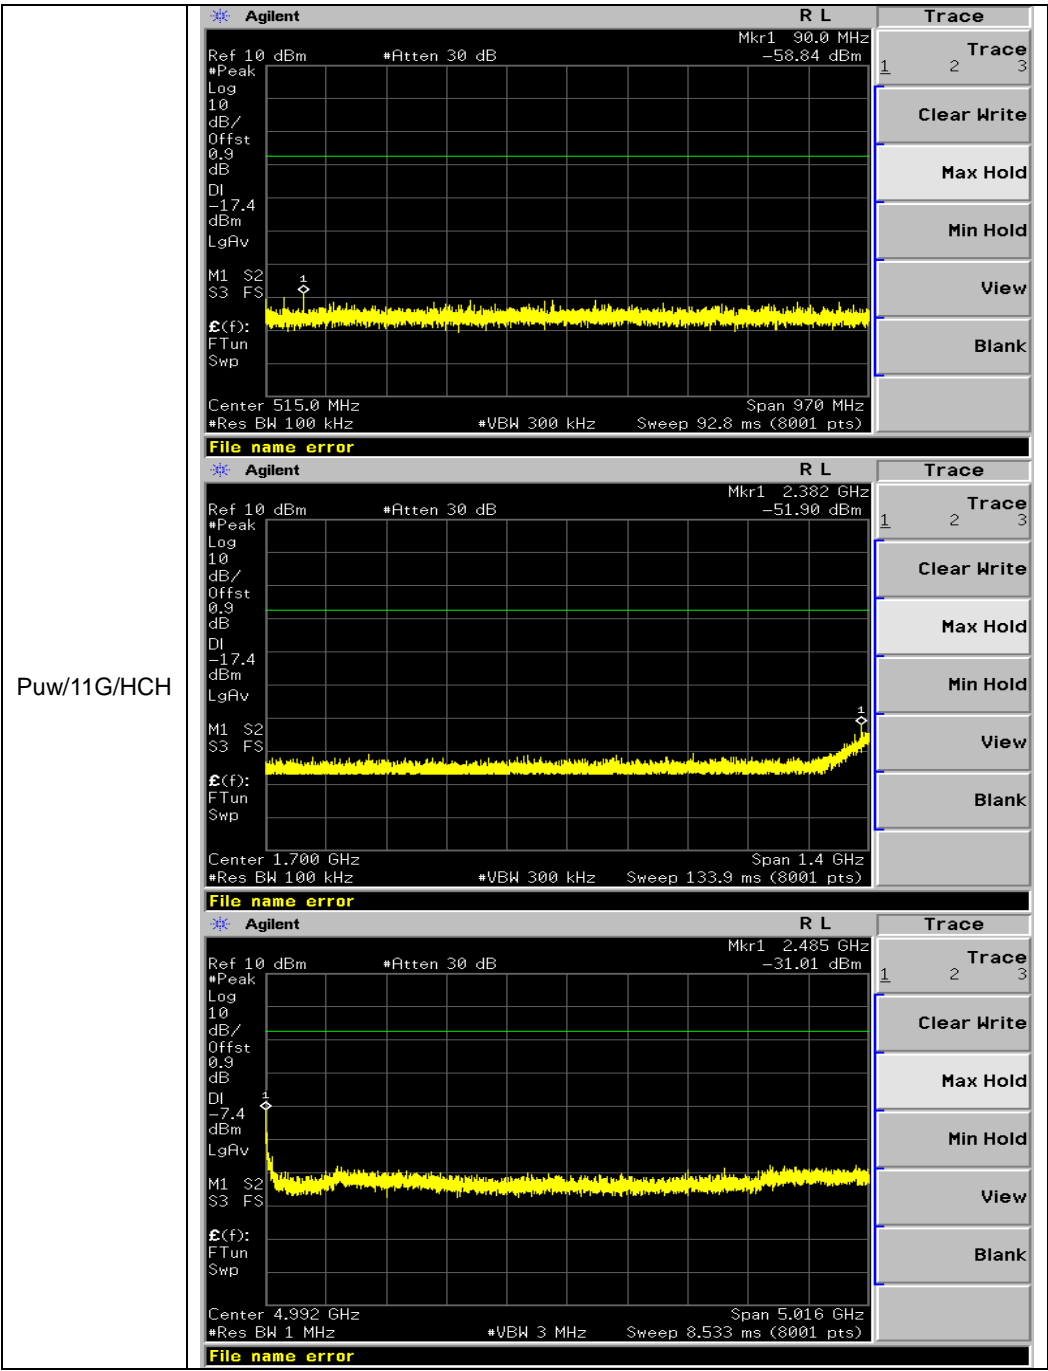 Puw/11G/HCH
Agilent R L Trace
Mkr1 90.0 MHz
Ref 10 dBm #Atten 30 dB -58.84 dBm
#Peak
Log
10
dB/
Offst
0.9
dB
DI
-17.4
dBm
LgAv
M1 S2
S3 FS
£(f):
FTun
Swp
1
Center 515.0 MHz Span 970 MHz
#Res BW 100 kHz #VBW 300 kHz Sweep 92.8 ms (8001 pts)
File name error
Trace
1 2 3
Clear Write
Max Hold
Min Hold
View
Blank
Agilent R L Trace
Mkr1 2.382 GHz
Ref 10 dBm #Atten 30 dB -51.90 dBm
#Peak
Log
10
dB/
Offst
0.9
dB
DI
-17.4
dBm
LgAv
M1 S2
S3 FS
£(f):
FTun
Swp
1
Center 1.700 GHz Span 1.4 GHz
#Res BW 100 kHz #VBW 300 kHz Sweep 133.9 ms (8001 pts)
File name error
Trace
1 2 3
Clear Write
Max Hold
Min Hold
View
Blank
Agilent R L Trace
Mkr1 2.485 GHz
Ref 10 dBm #Atten 30 dB -31.01 dBm
#Peak
Log
10
dB/
Offst
0.9
dB
DI
-7.4
dBm
LgAv
M1 S2
S3 FS
£(f):
FTun
Swp
1
Center 4.992 GHz Span 5.016 GHz
#Res BW 1 MHz #VBW 3 MHz Sweep 8.533 ms (8001 pts)
File name error
Trace
1 2 3
Clear Write
Max Hold
Min Hold
View
Blank